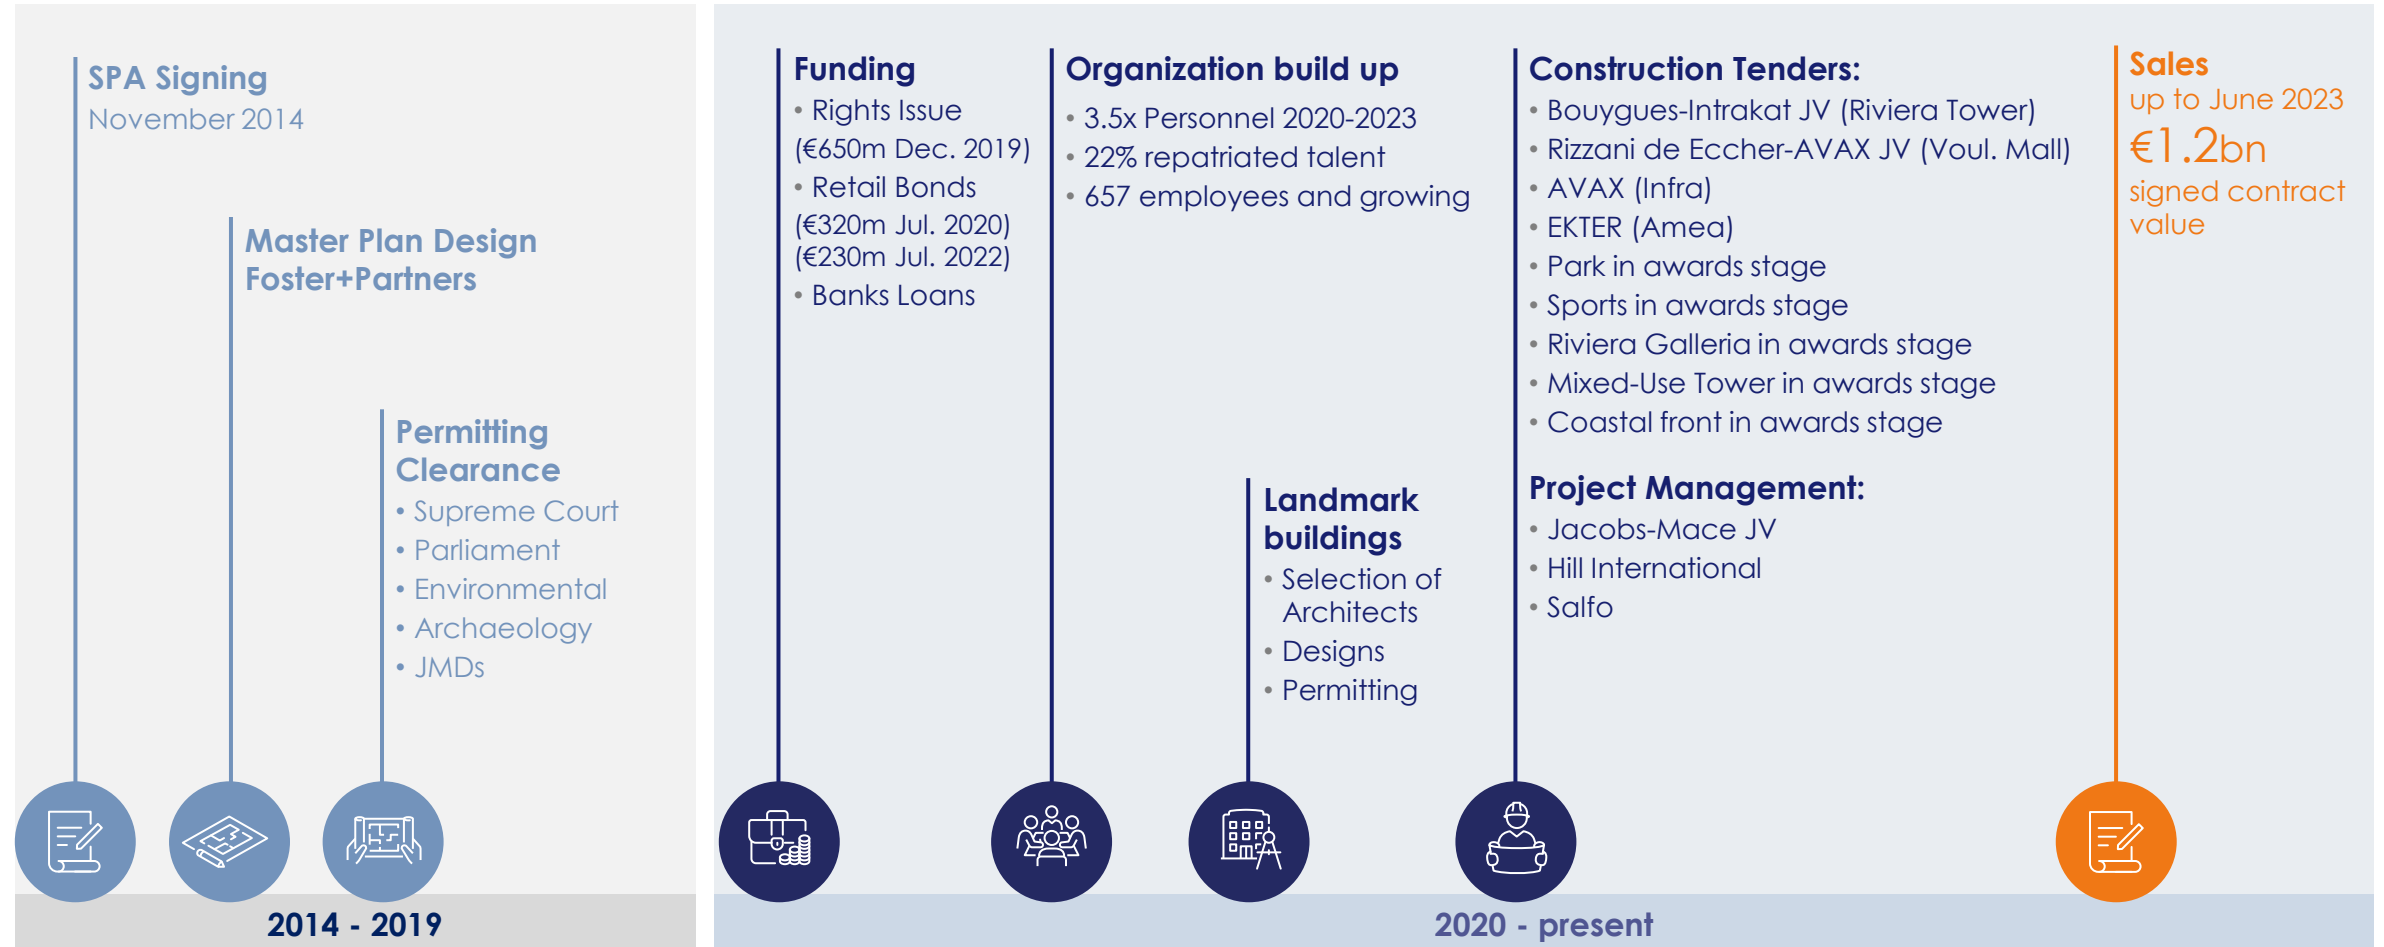 SPA Signing
November 2014
Master Plan Design
Foster+Partners
Permitting
Clearance
• Supreme Court
• Parliament
• Environmental
• Archaeology
• JMDs
2014 - 2019
Funding
• Rights Issue
(€650m Dec. 2019)
• Retail Bonds
(€320m Jul. 2020)
(€230m Jul. 2022)
• Banks Loans
Organization build up
• 3.5x Personnel 2020-2023
• 22% repatriated talent
• 657 employees and growing
Landmark
buildings
• Selection of
Architects
• Designs
• Permitting
Construction Tenders:
• Bouygues-Intrakat JV (Riviera Tower)
• Rizzani de Eccher-AVAX JV (Voul. Mall)
• AVAX (Infra)
• EKTER (Amea)
• Park in awards stage
• Sports in awards stage
• Riviera Galleria in awards stage
• Mixed-Use Tower in awards stage
• Coastal front in awards stage
Project Management:
• Jacobs-Mace JV
• Hill International
• Salfo
Sales
up to June 2023
€1.2bn
signed contract
value
2020 - present